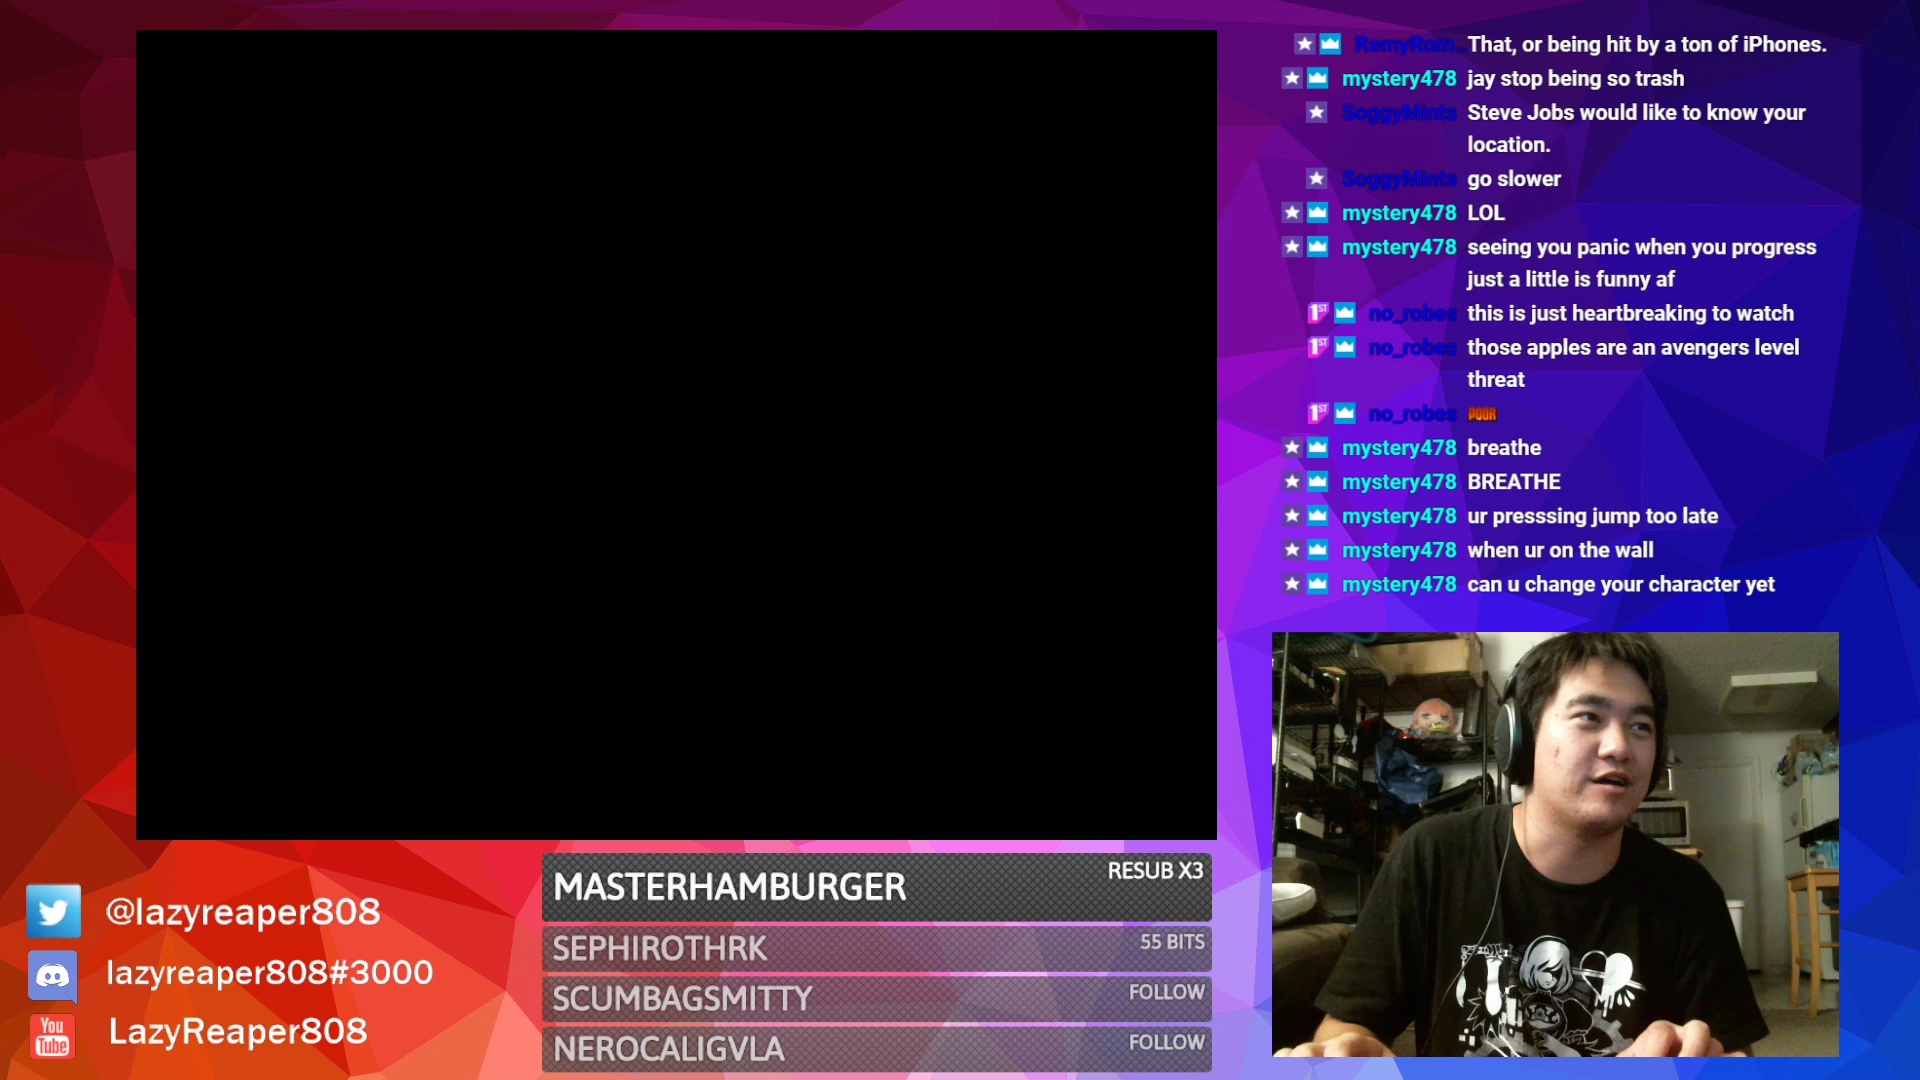 RemyRom... That, or being hit by a ton of iPhones.
mystery478 jay stop being so trash
SoggyMints Steve Jobs would like to know your
location.
SoggyMints go slower
mystery478 LOL
mystery478 seeing you panic when you progress
just a little is funny af
1ST no_robes this is just heartbreaking to watch
1ST no_robes those apples are an avengers level
threat
1ST no_robes POOR
mystery478 breathe
mystery478 BREATHE
mystery478 ur presssing jump too late
mystery478 when ur on the wall
mystery478 can u change your character yet
MASTERHAMBURGER RESUB X3
SEPHIROTHRK 55 BITS
SCUMBAGSMITTY FOLLOW
NEROCALIGVLA FOLLOW
@lazyreaper808
lazyreaper808#3000
You
Tube
LazyReaper808